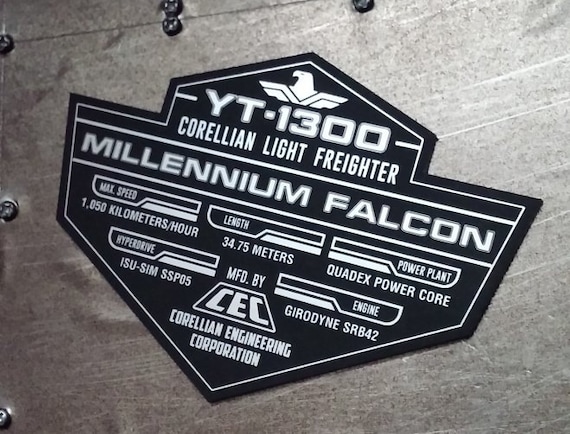 YT-1300
CORELLIAN LIGHT FREIGHTER
MILLENNIUM FALCON
MAX. SPEED
1,050 KILOMETERS/HOUR
LENGTH
34.75 METERS
POWER PLANT
QUADEX POWER CORE
HYPERDRIVE
ISU-SIM SSP05
MFD. BY
CEC
CORELLIAN ENGINEERING
CORPORATION
ENGINE
GIRODYNE SRB42